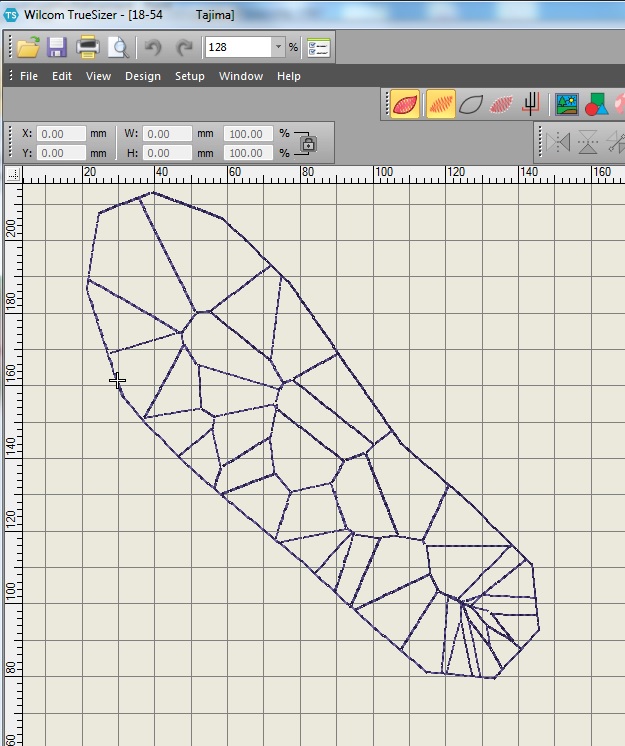 TS Wilcom TrueSizer - [18-54 Tajima]
128 %
File Edit View Design Setup Window Help
X: 0.00 mm W: 0.00 mm 100.00 %
Y: 0.00 mm H: 0.00 mm 100.00 %
20 40 60 80 100 120 140 160
200
180
160
140
120
100
80
60